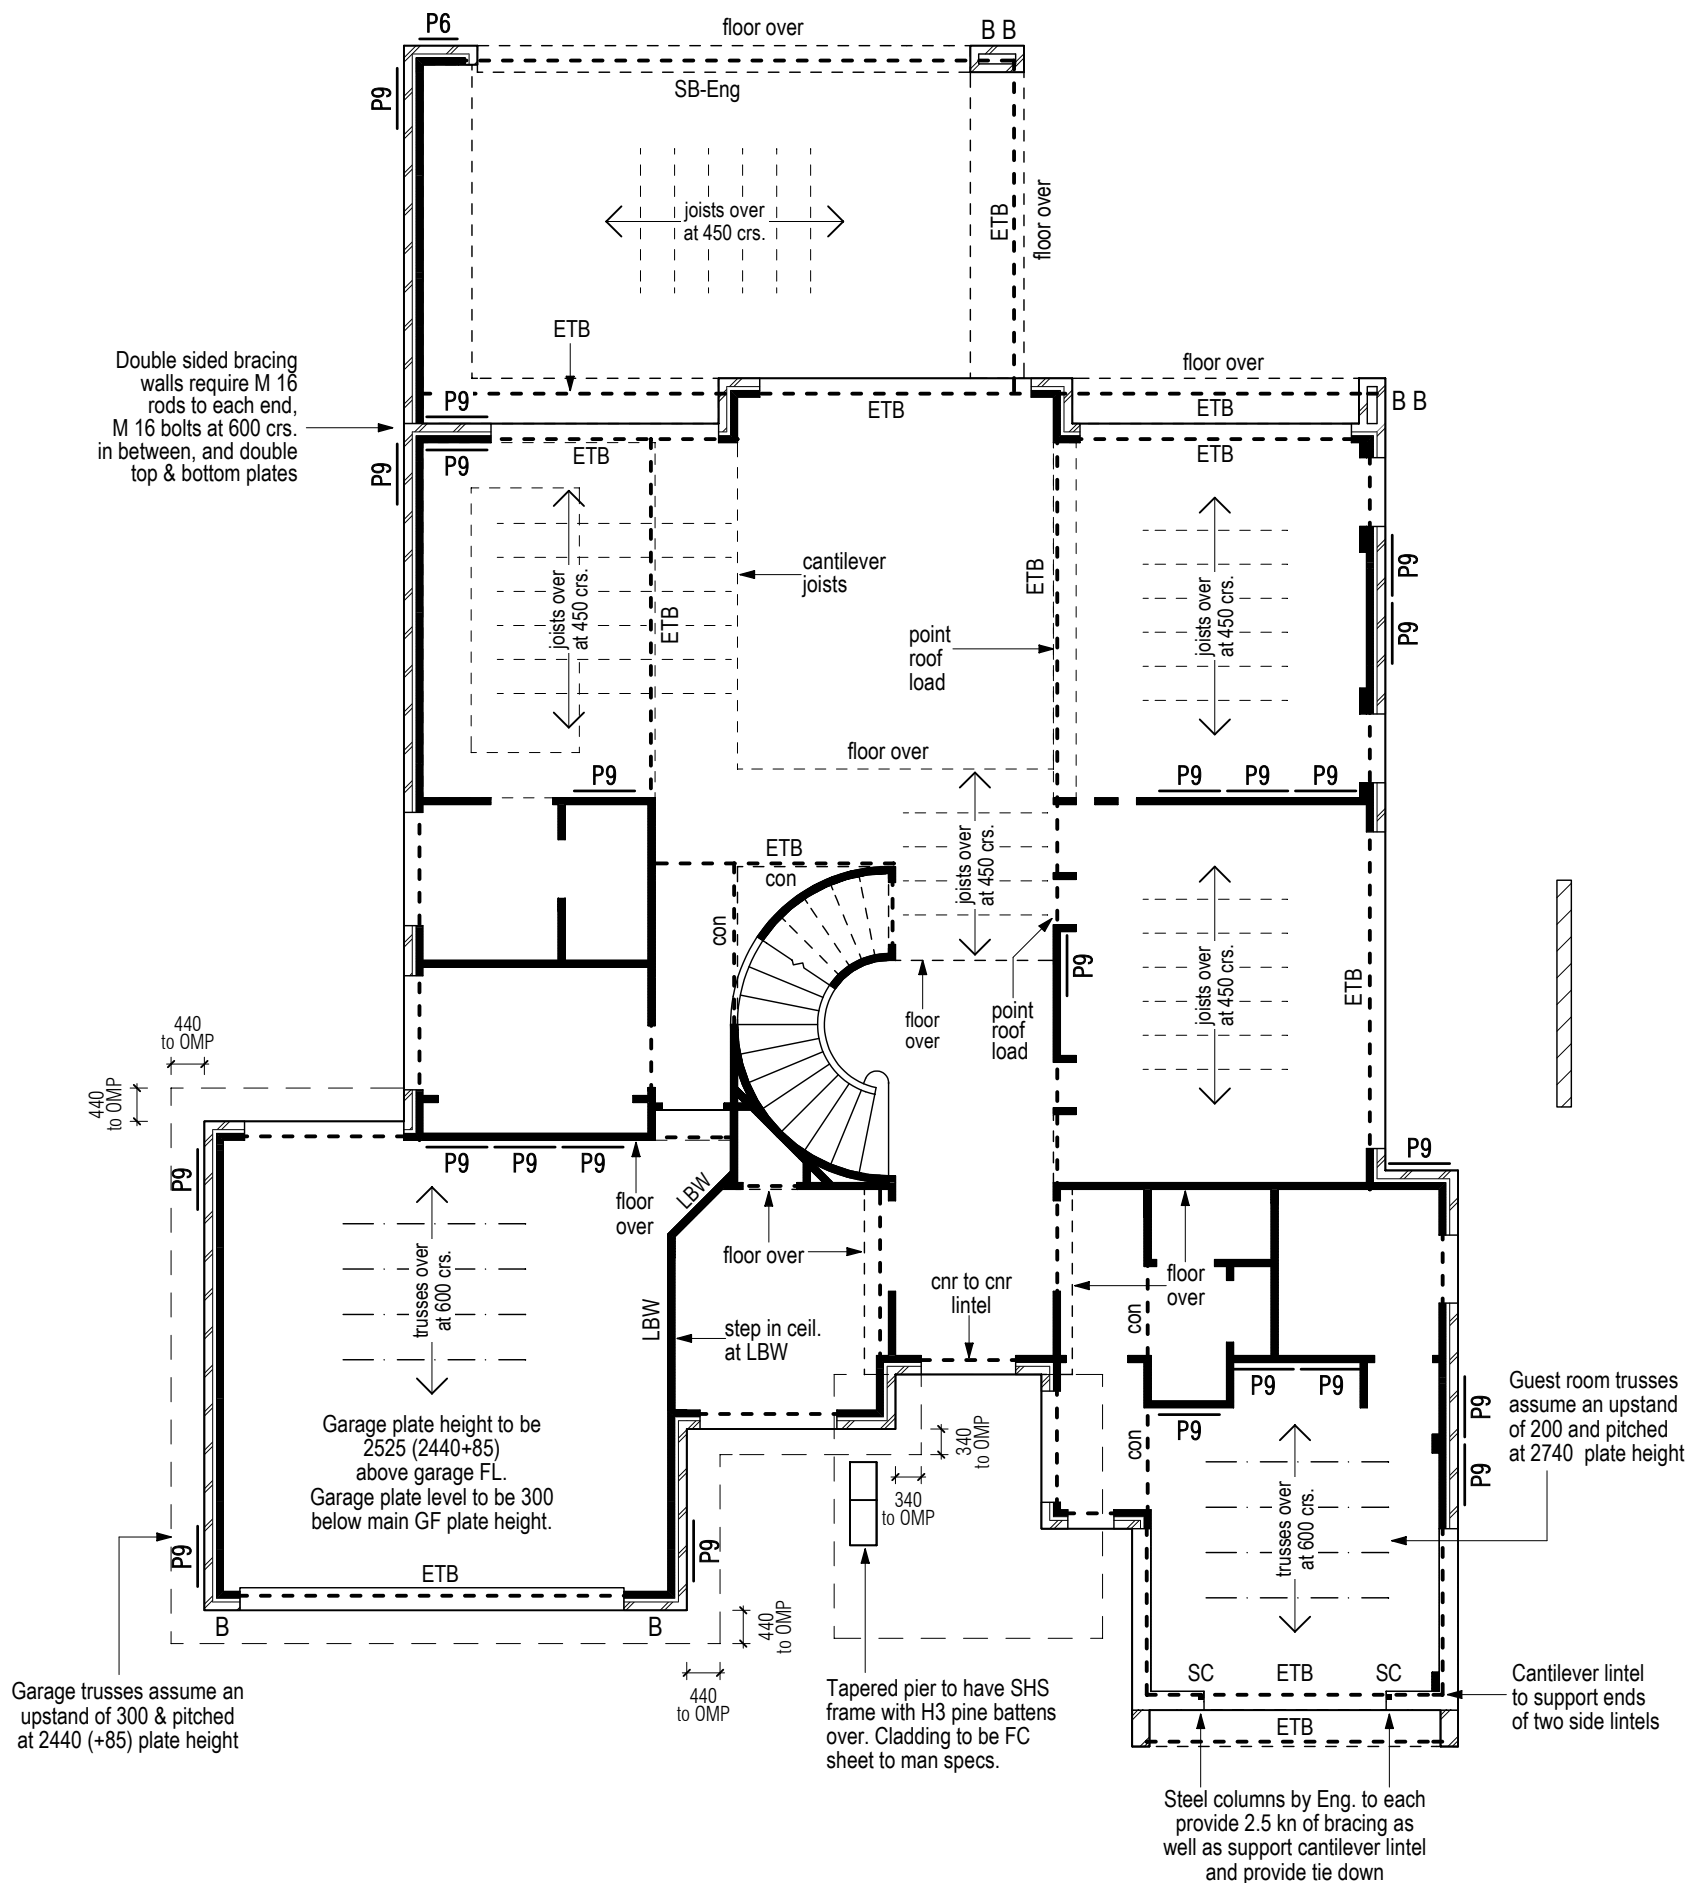 P6
floor over
B B
P9
SB-Eng
joists over
at 450 crs.
ETB
floor over
ETB
Double sided bracing
walls require M 16
rods to each end,
M 16 bolts at 600 crs.
in between, and double
top & bottom plates
floor over
P9
ETB
ETB
B B
P9
P9
ETB
ETB
joists over
at 450 crs.
ETB
cantilever
joists
ETB
joists over
at 450 crs.
P9
P9
point
roof
load
floor over
P9
P9
P9
P9
ETB
con
con
joists over
at 450 crs.
P9
joists over
at 450 crs.
ETB
floor
over
point
roof
load
440
to OMP
440
to OMP
P9
P9
P9
P9
P9
LBW
floor
over
trusses over
at 600 crs.
floor over
floor
over
cnr to cnr
lintel
con
LBW
step in ceil.
at LBW
P9
P9
P9
P9
Guest room trusses
assume an upstand
of 200 and pitched
at 2740 plate height
Garage plate height to be
2525 (2440+85)
above garage FL.
Garage plate level to be 300
below main GF plate height.
340
to OMP
340
to OMP
con
P9
trusses over
at 600 crs.
P9
P9
ETB
B
B
440
to OMP
440
to OMP
Garage trusses assume an
upstand of 300 & pitched
at 2440 (+85) plate height
Tapered pier to have SHS
frame with H3 pine battens
over. Cladding to be FC
sheet to man specs.
SC
ETB
SC
ETB
Cantilever lintel
to support ends
of two side lintels
Steel columns by Eng. to each
provide 2.5 kn of bracing as
well as support cantilever lintel
and provide tie down